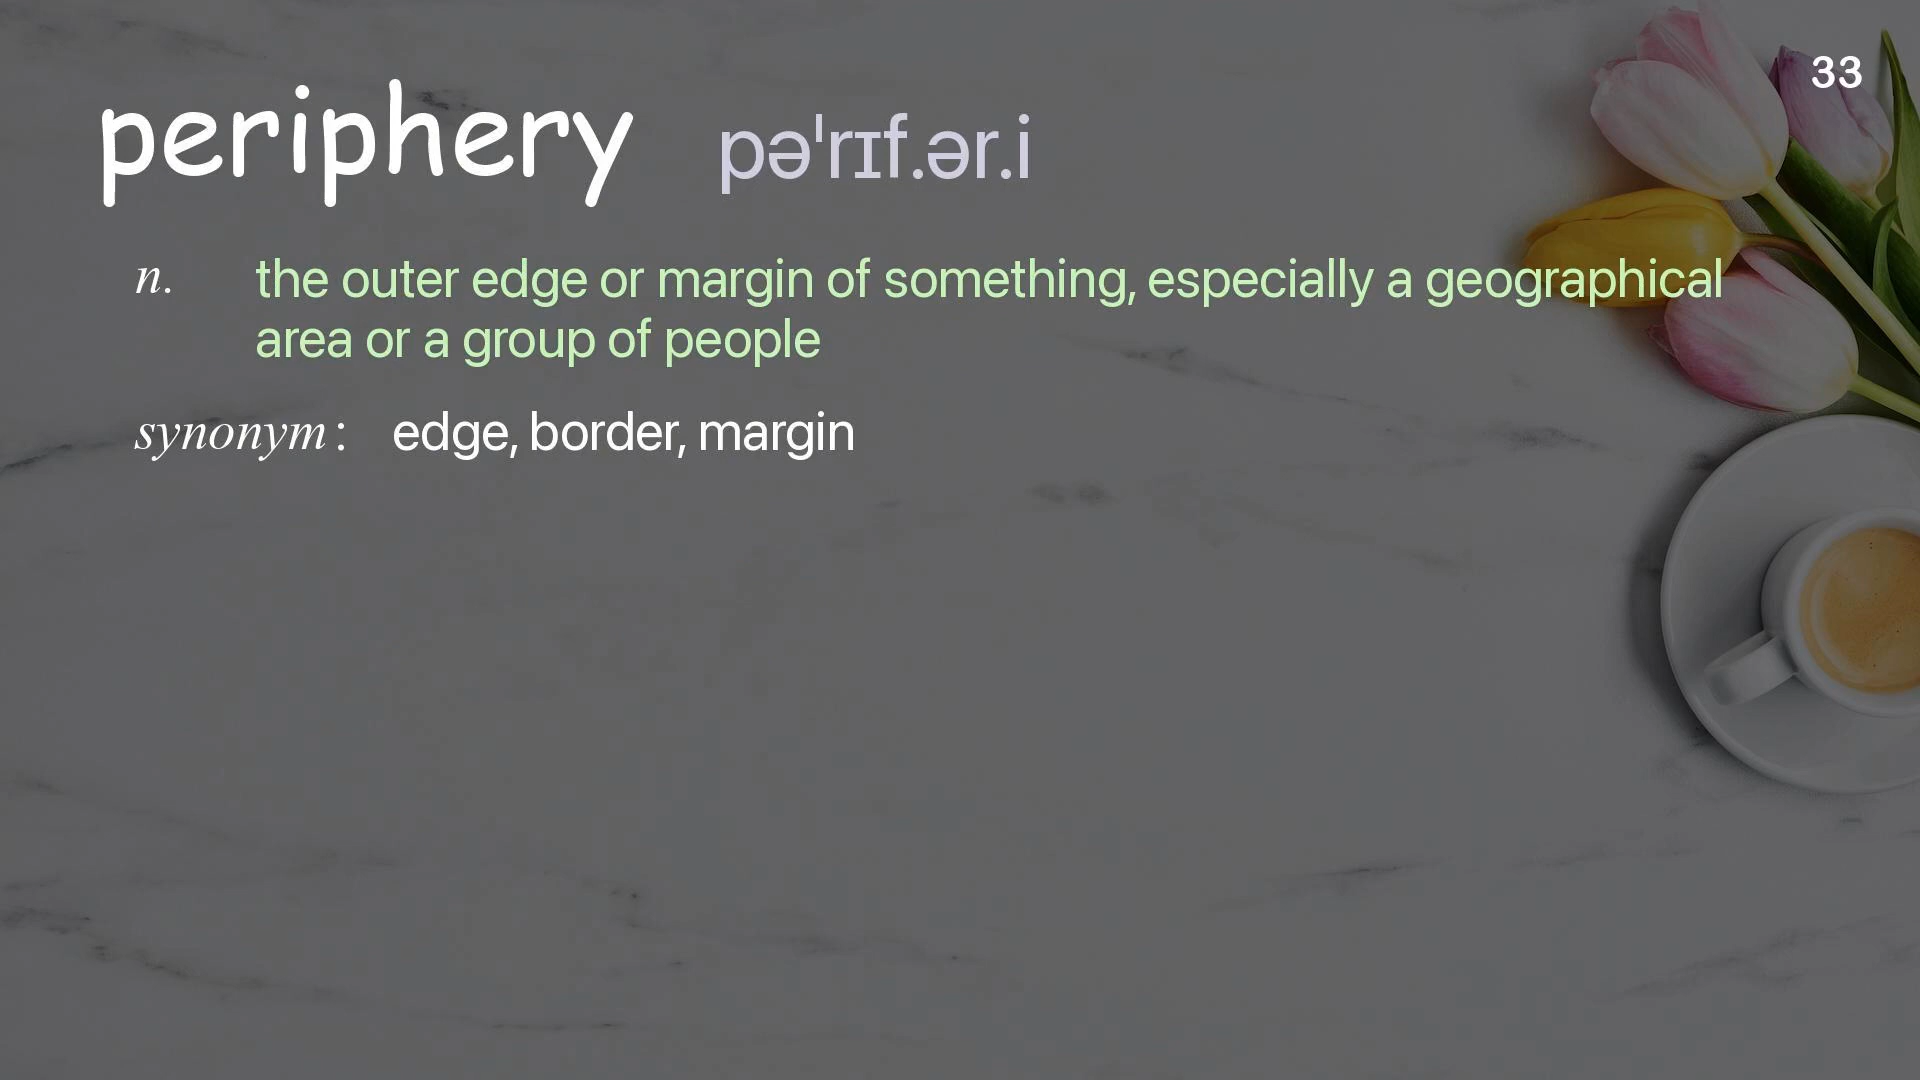 33
periphery pəˈrɪf.ər.i
n. the outer edge or margin of something, especially a geographical
area or a group of people
synonym: edge, border, margin